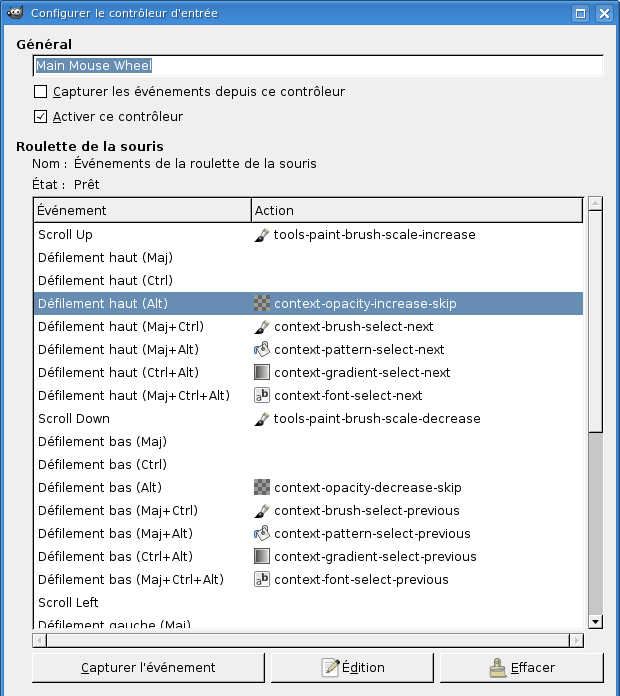 Configurer le contrôleur d'entrée
Général
Main Mouse Wheel
Capturer les événements depuis ce contrôleur
Activer ce contrôleur
Roulette de la souris
Nom : Événements de la roulette de la souris
État : Prêt
Événement Action
Scroll Up tools-paint-brush-scale-increase
Défilement haut (Maj)
Défilement haut (Ctrl)
Défilement haut (Alt) context-opacity-increase-skip
Défilement haut (Maj+Ctrl) context-brush-select-next
Défilement haut (Maj+Alt) context-pattern-select-next
Défilement haut (Ctrl+Alt) context-gradient-select-next
Défilement haut (Maj+Ctrl+Alt) context-font-select-next
Scroll Down tools-paint-brush-scale-decrease
Défilement bas (Maj)
Défilement bas (Ctrl)
Défilement bas (Alt) context-opacity-decrease-skip
Défilement bas (Maj+Ctrl) context-brush-select-previous
Défilement bas (Maj+Alt) context-pattern-select-previous
Défilement bas (Ctrl+Alt) context-gradient-select-previous
Défilement bas (Maj+Ctrl+Alt) context-font-select-previous
Scroll Left
Défilement gauche (Maj)
Capturer l'événement Édition Effacer